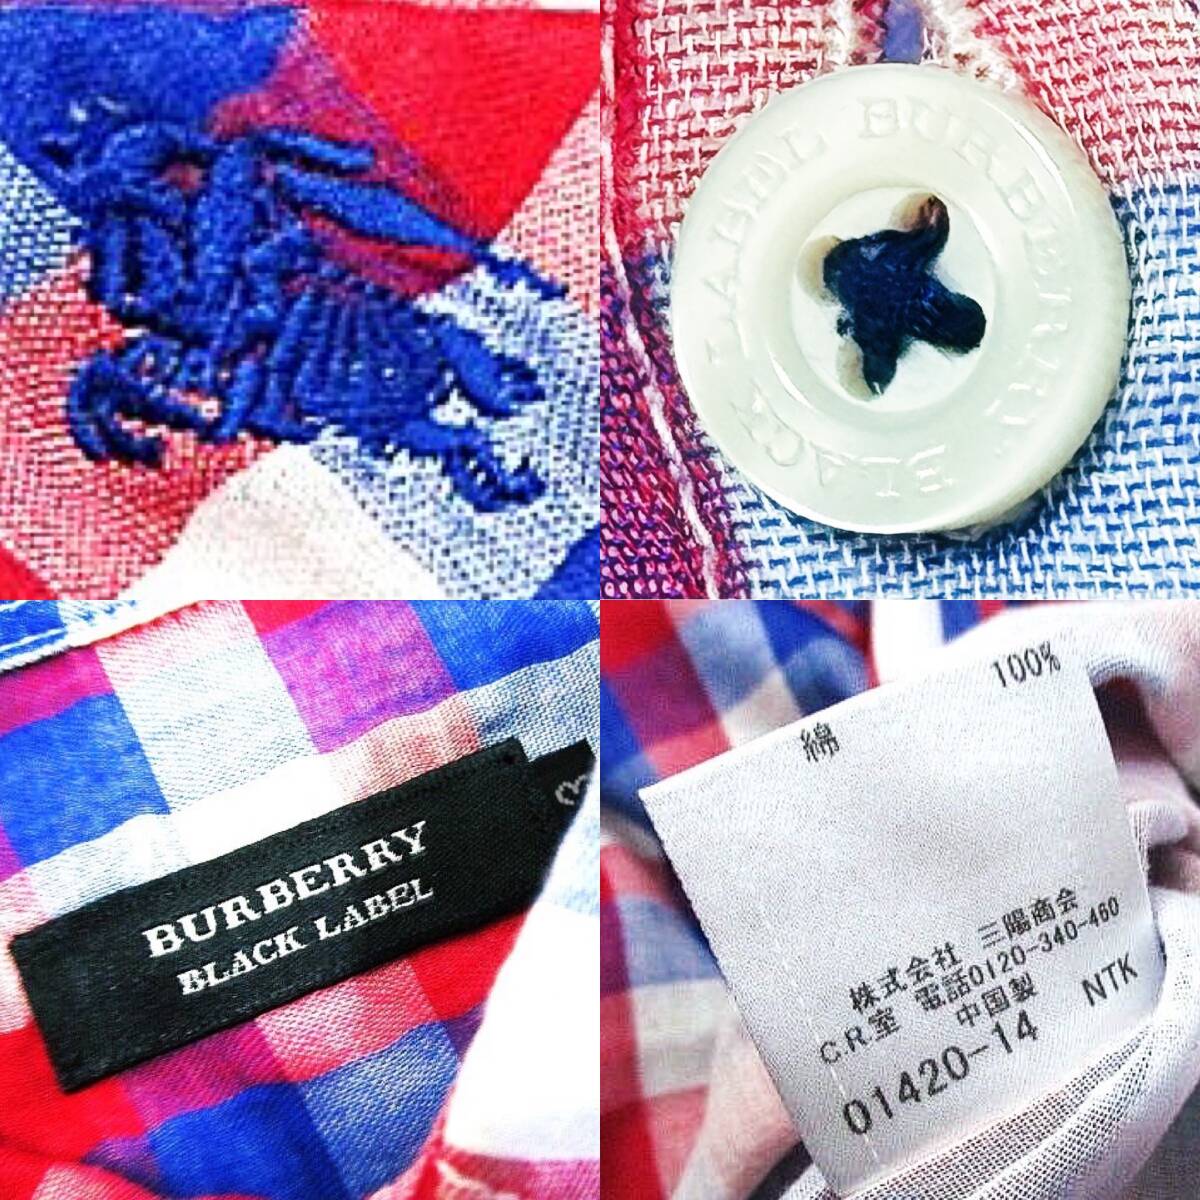 BURBERRY BLACK LABEL
BURBERRY
BLACK LABEL
3
綿 100%
株式会社 三陽商会
C.R.室 電話0120-340-460
中国製
01420-14 NTK